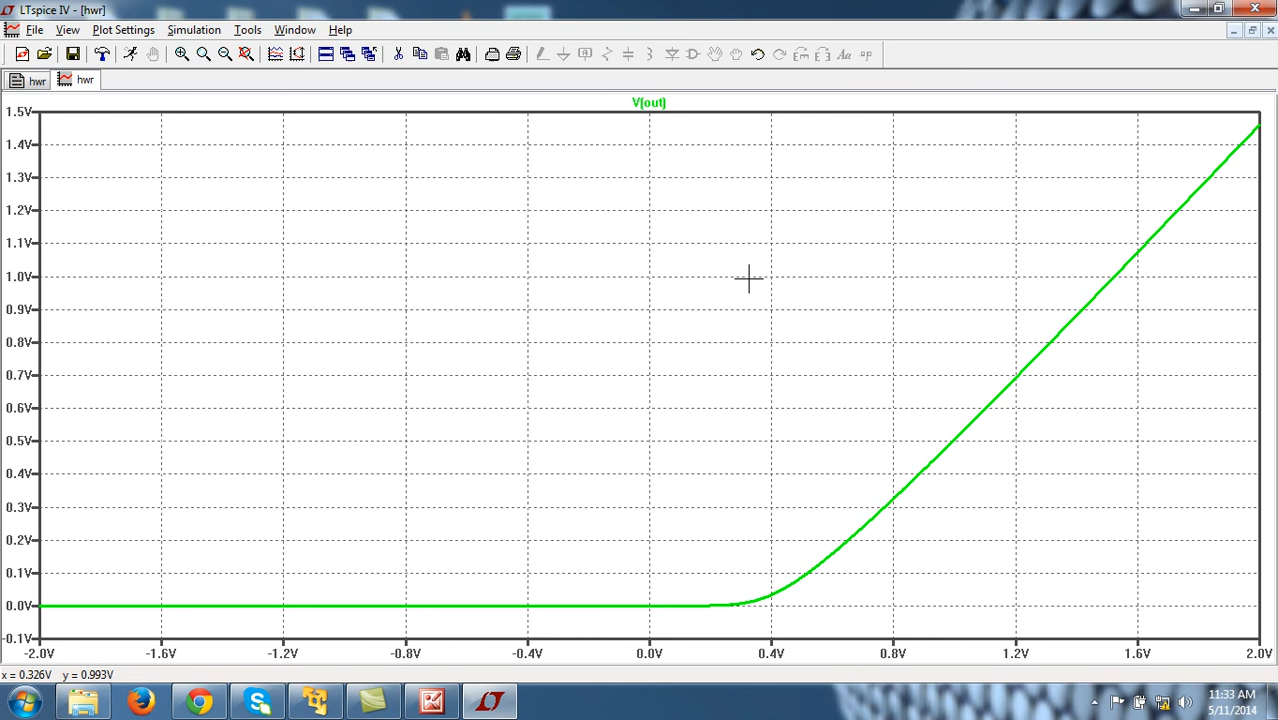 LTspice IV - [hwr]
File View Plot Settings Simulation Tools Window Help
Aa
hwr hwr
V(out)
1.5V
1.4V
1.3V
1.2V
1.1V
1.0V
0.9V
0.8V
0.7V
0.6V
0.5V
0.4V
0.3V
0.2V
0.1V
0.0V
-0.1V
-2.0V -1.6V -1.2V -0.8V -0.4V 0.0V 0.4V 0.8V 1.2V 1.6V 2.0V
x = 0.326V y = 0.993V
11:33 AM
5/11/2014